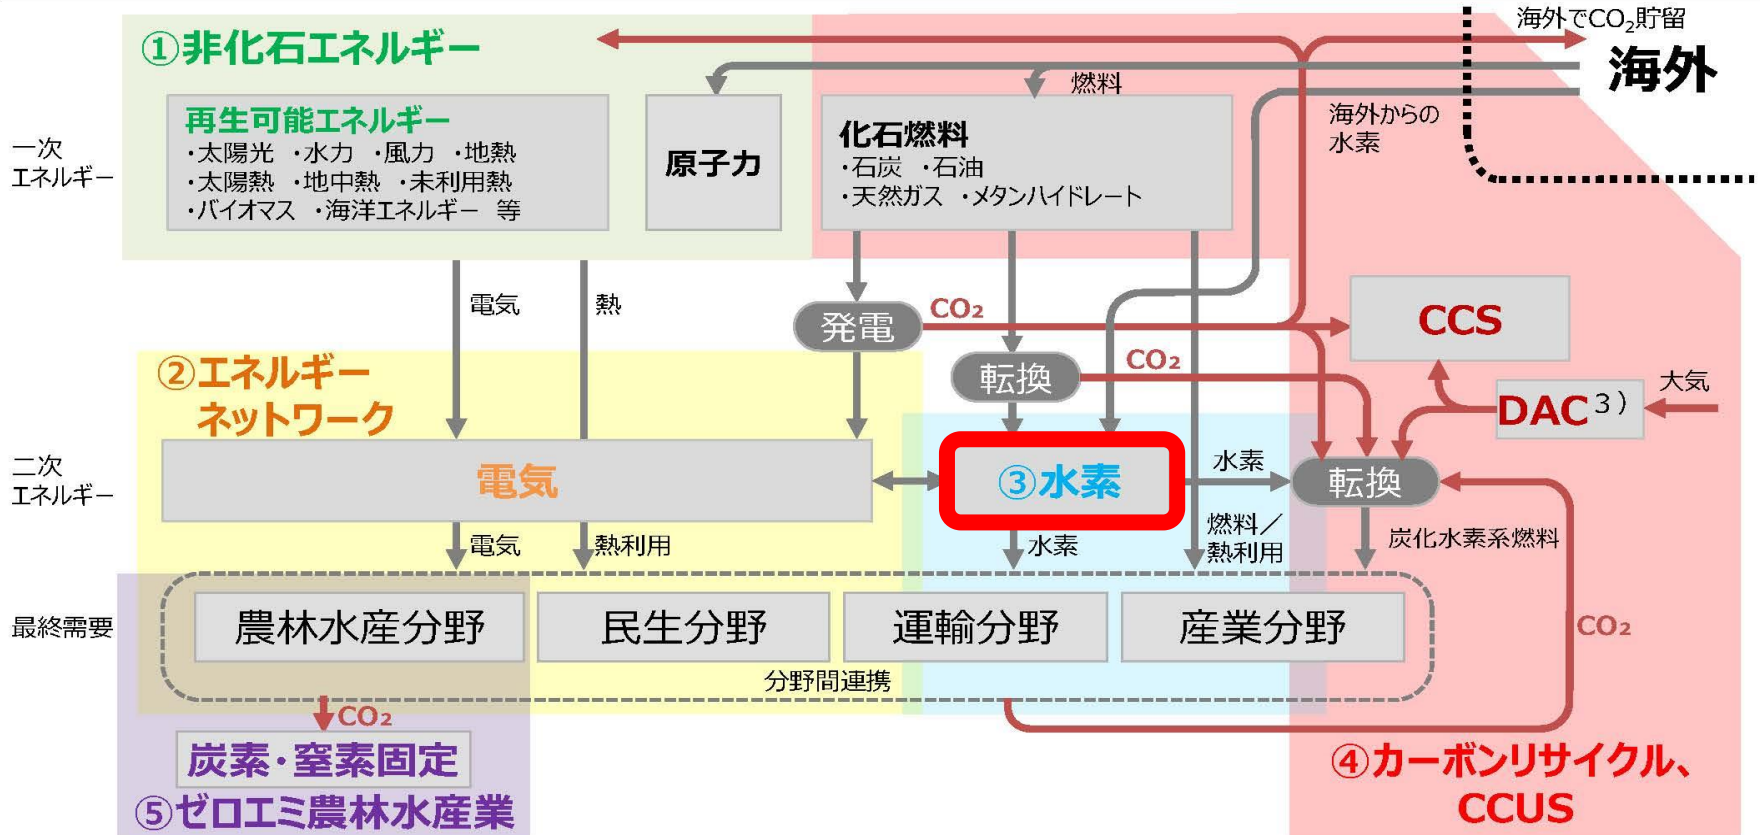 海外でCO₂貯留
①非化石エネルギー
海外
燃料
海外からの
水素
一次
エネルギー
再生可能エネルギー
・太陽光 ・水力 ・風力 ・地熱
・太陽熱 ・地中熱 ・未利用熱
・バイオマス ・海洋エネルギー 等
原子力
化石燃料
・石炭 ・石油
・天然ガス ・メタンハイドレート
電気
熱
発電
CO₂
CCS
②エネルギー
ネットワーク
転換
CO₂
大気
DAC３）
二次
エネルギー
電気
③水素
水素
転換
電気
熱利用
水素
燃料／
熱利用
炭化水素系燃料
最終需要
農林水産分野
民生分野
運輸分野
産業分野
CO₂
分野間連携
CO₂
炭素・窒素固定
⑤ゼロエミ農林水産業
④カーボンリサイクル、
CCUS